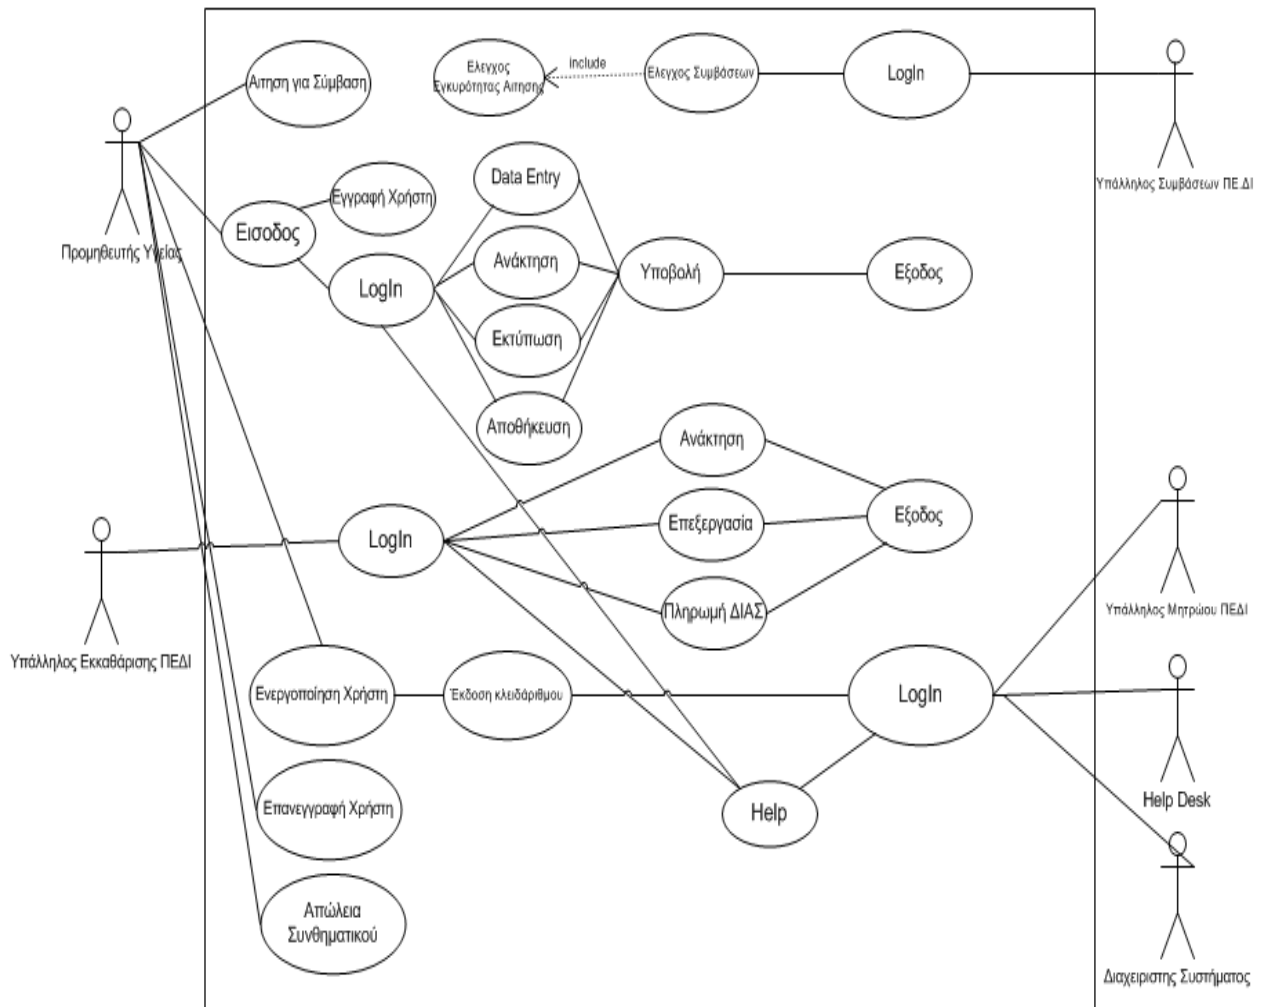 Αιτηση για Σύμβαση
Ελεγχος
Εγκυρότητας Αιτησης
include
Ελεγχος Συμβάσεων
LogIn
Υπάλληλος Συμβάσεων ΠΕ.ΔΙ
Προμηθευτής Υγείας
Εισοδος
Εγγραφή Χρήστη
LogIn
Data Entry
Ανάκτηση
Εκτύπωση
Αποθήκευση
Υποβολή
Εξοδος
Υπάλληλος Εκκαθάρισης ΠΕΔΙ
LogIn
Ανάκτηση
Επεξεργασία
Πληρωμή ΔΙΑΣ
Εξοδος
Υπάλληλος Μητρώου ΠΕΔΙ
Ενεργοποίηση Χρήστη
Έκδοση κλειδάριθμου
LogIn
Help Desk
Επανεγγραφή Χρήστη
Help
Απώλεια
Συνθηματικού
Διαχειριστης Συστήματος